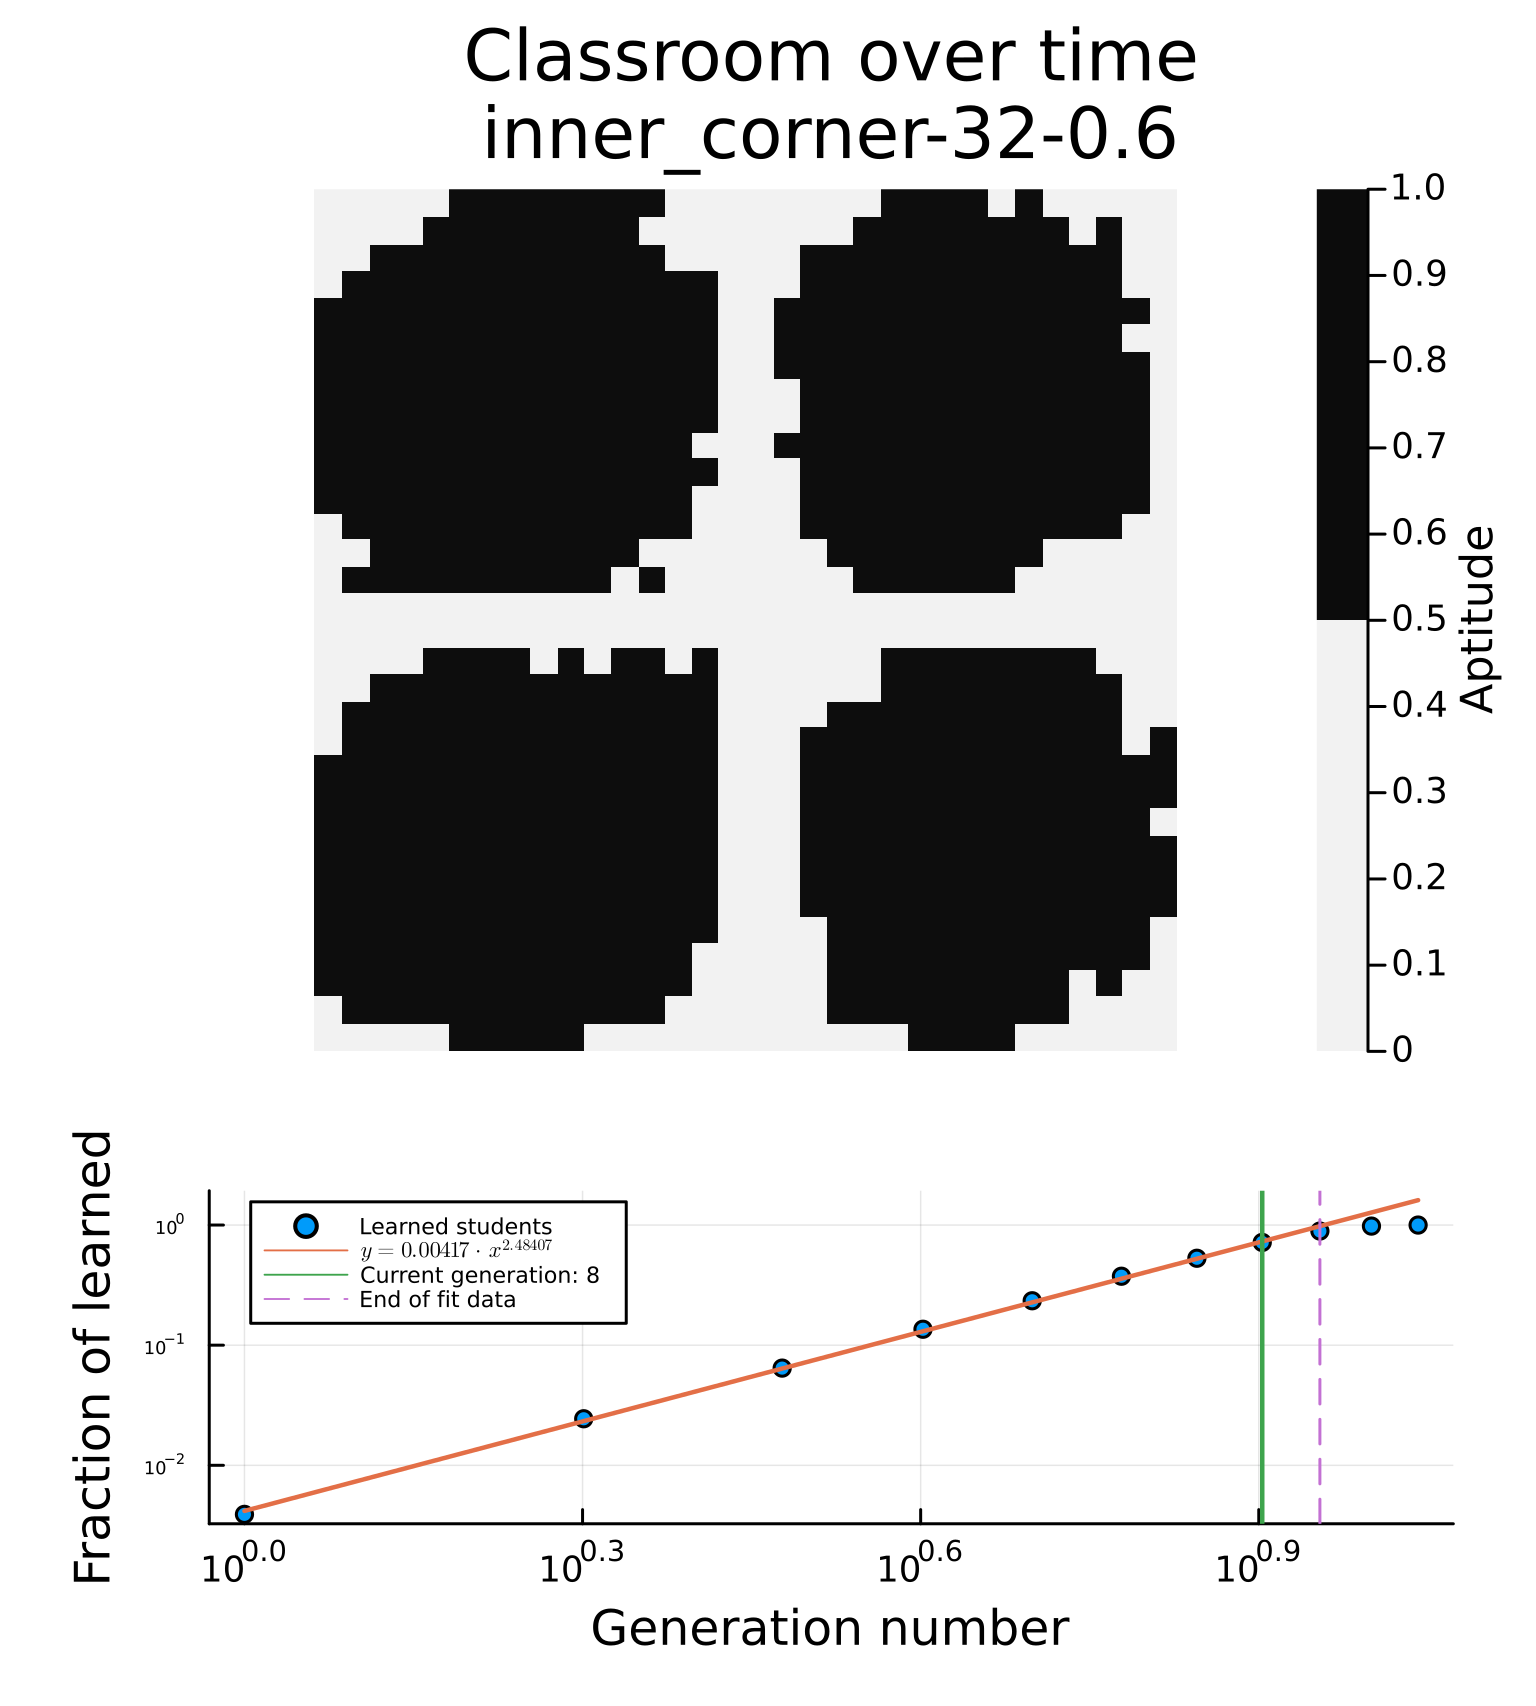 Classroom over time
inner_corner-32-0.6
1.0
0.9
0.8
0.7
0.6
0.5
0.4
0.3
0.2
0.1
0
Aptitude
Fraction of learned
10⁰
10⁻¹
10⁻²
Learned students
y = 0.00417 · x^2.48407
Current generation: 8
End of fit data
10^0.0
10^0.3
10^0.6
10^0.9
Generation number